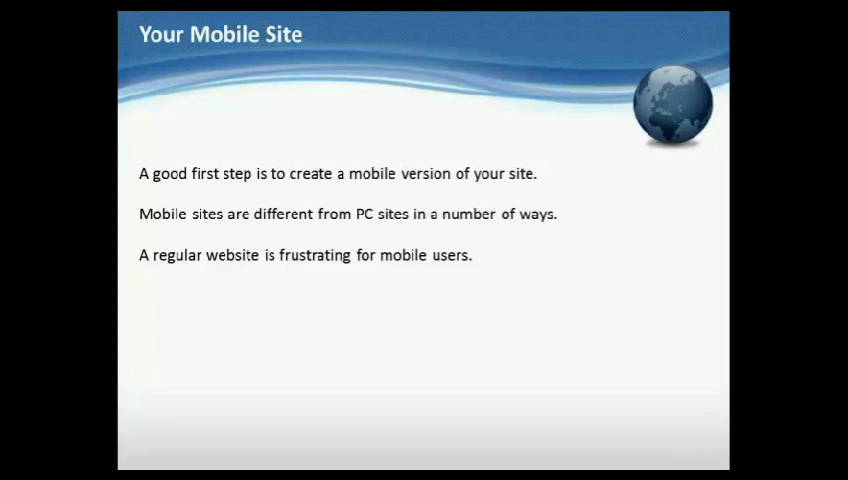 Your Mobile Site
A good first step is to create a mobile version of your site.
Mobile sites are different from PC sites in a number of ways.
A regular website is frustrating for mobile users.